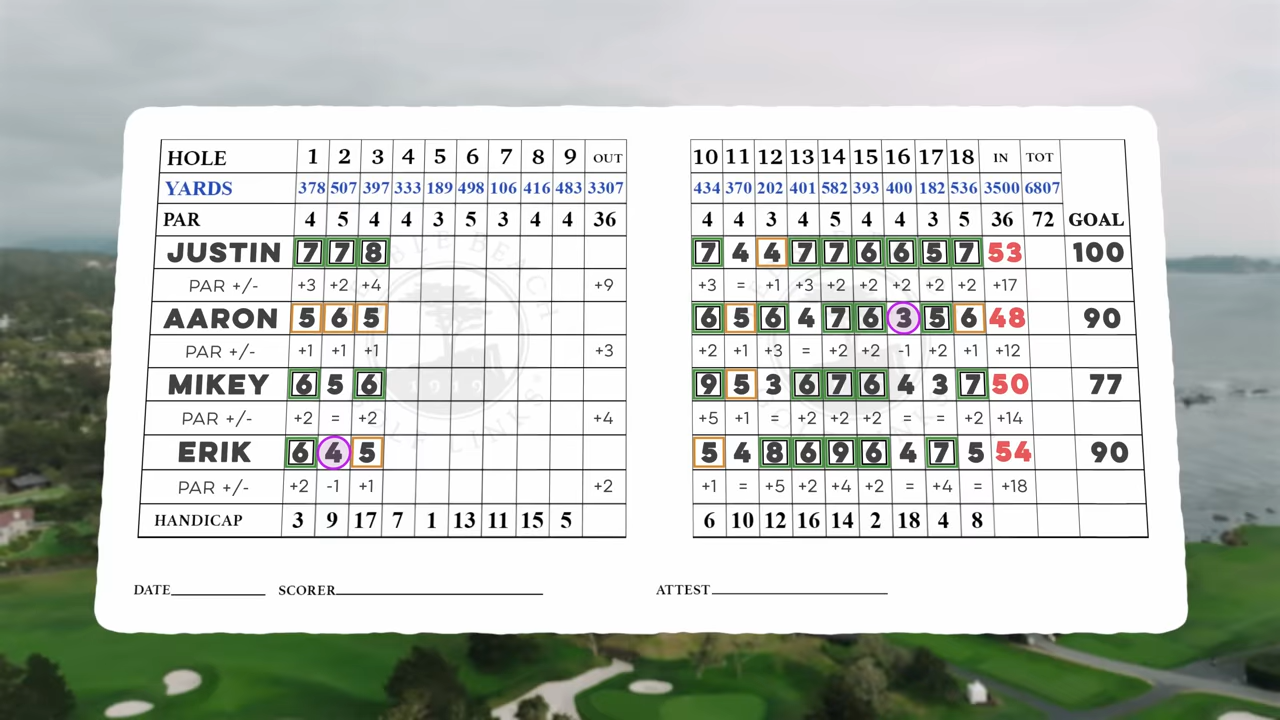 HOLE 1 2 3 4 5 6 7 8 9 OUT 10 11 12 13 14 15 16 17 18 IN TOT
YARDS 378 507 397 333 189 498 106 416 483 3307 434 370 202 401 582 393 400 182 536 3500 6807
PAR 4 5 4 4 3 5 3 4 4 36 4 4 3 4 5 4 4 3 5 36 72 GOAL
JUSTIN 7 7 8 7 4 4 7 7 6 6 5 7 53 100
PAR +/- +3 +2 +4 +9 +3 = +1 +3 +2 +2 +2 +2 +2 +17
AARON 5 6 5 6 5 6 4 7 6 3 5 6 48 90
PAR +/- +1 +1 +1 +3 +2 +1 +3 = +2 +2 -1 +2 +1 +12
MIKEY 6 5 6 9 5 3 6 7 6 4 3 7 50 77
PAR +/- +2 = +2 +4 +5 +1 = +2 +2 +2 = = +2 +14
ERIK 6 4 5 5 4 8 6 9 6 4 7 5 54 90
PAR +/- +2 -1 +1 +2 +1 = +5 +2 +4 +2 = +4 = +18
HANDICAP 3 9 17 7 1 13 11 15 5 6 10 12 16 14 2 18 4 8
DATE SCORER ATTEST
PEBBLE BEACH
1919
GOLF LINKS